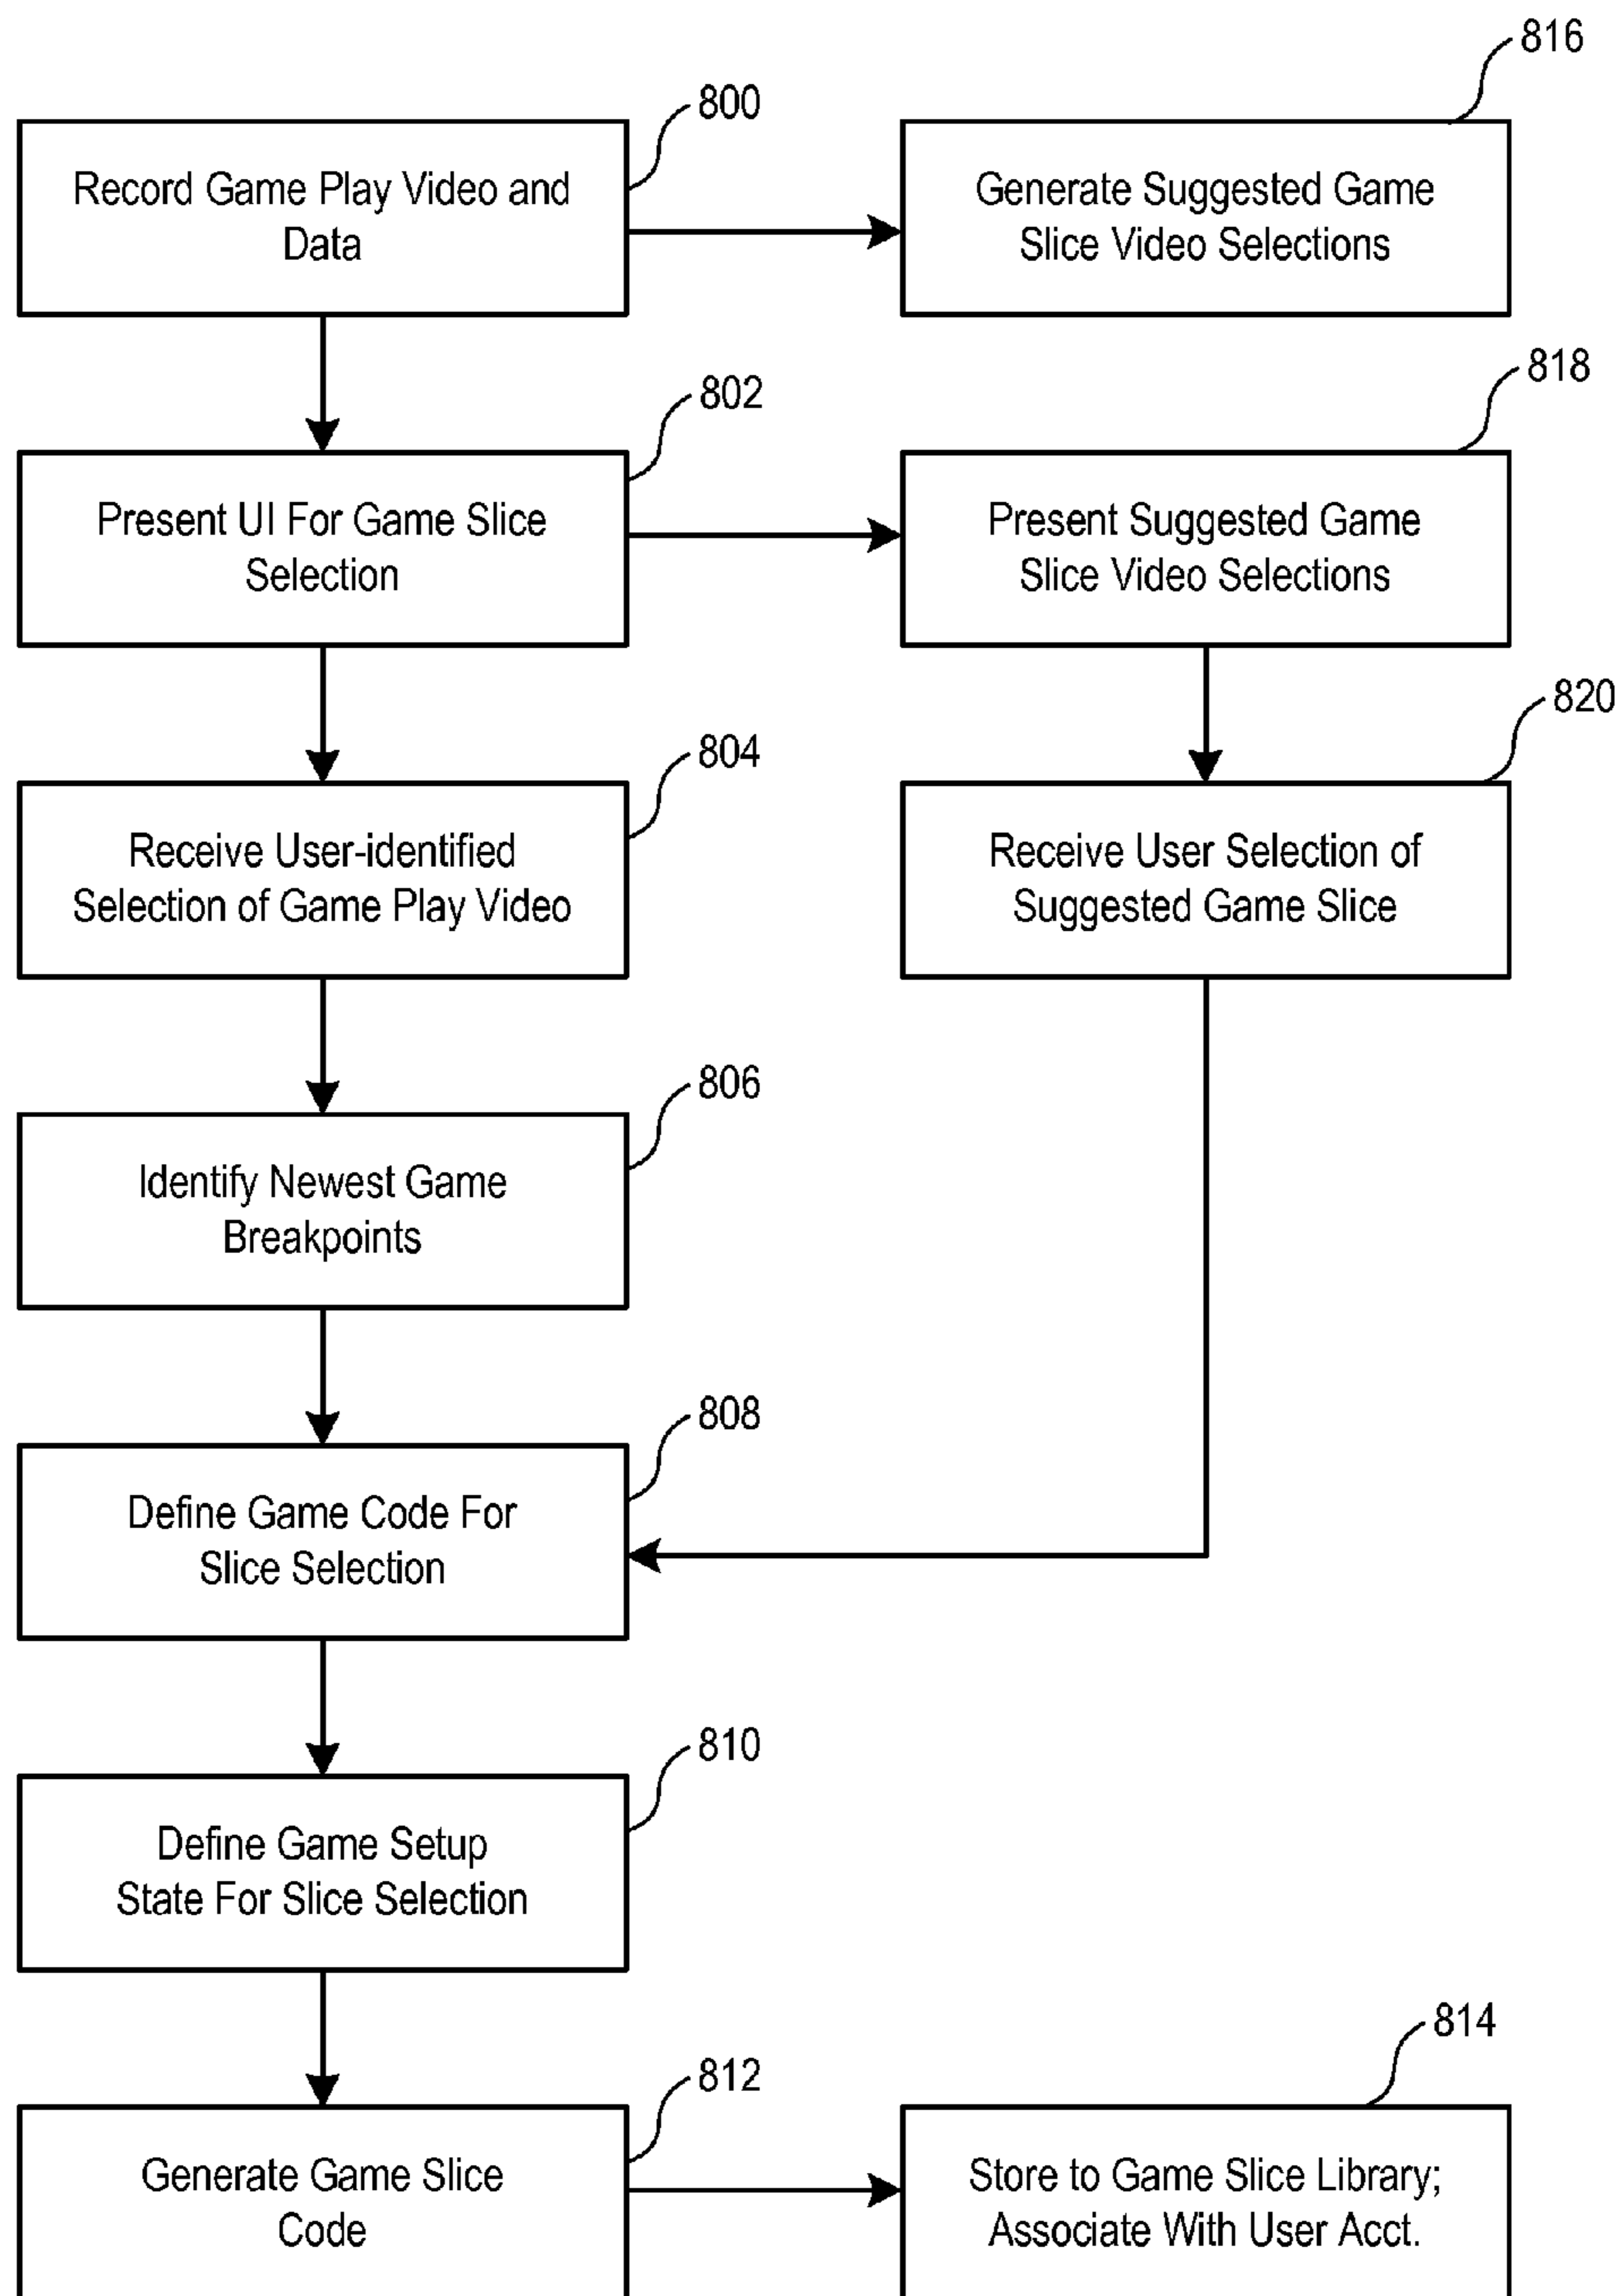 816
800
Record Game Play Video and
Data
Generate Suggested Game
Slice Video Selections
818
802
Present UI For Game Slice
Selection
Present Suggested Game
Slice Video Selections
820
804
Receive User-identified
Selection of Game Play Video
Receive User Selection of
Suggested Game Slice
806
Identify Newest Game
Breakpoints
808
Define Game Code For
Slice Selection
810
Define Game Setup
State For Slice Selection
814
812
Generate Game Slice
Code
Store to Game Slice Library;
Associate With User Acct.